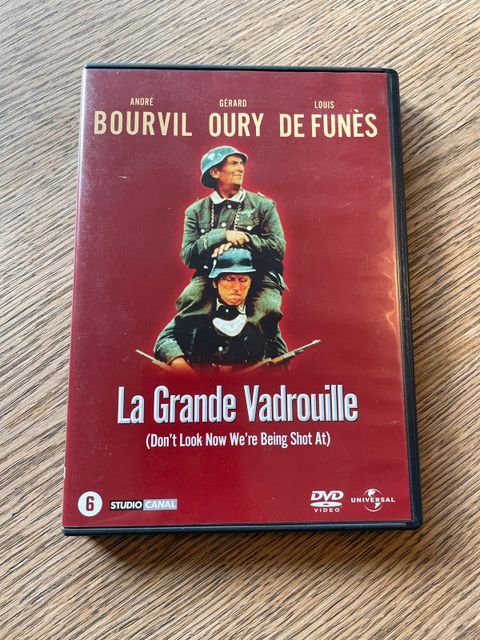 ANDRÉ GÉRARD LOUIS
BOURVIL OURY DE FUNÈS
La Grande Vadrouille
(Don't Look Now We're Being Shot At)
6 STUDIO CANAL DVD VIDEO UNIVERSAL